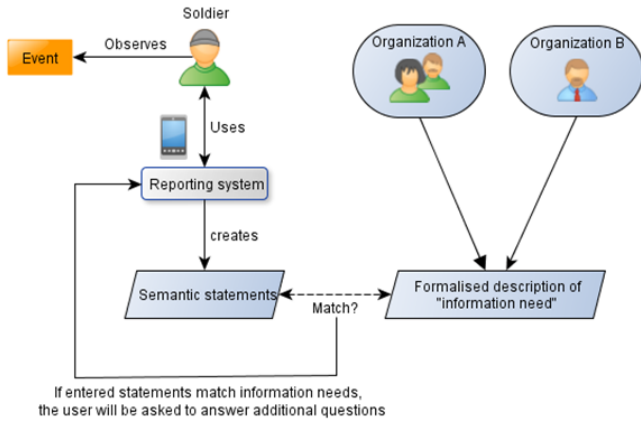 Soldier
Observes
Event
Organization A
Organization B
Uses
Reporting system
creates
Semantic statements
Match?
Formalised description of
"information need"
If entered statements match information needs,
the user will be asked to answer additional questions